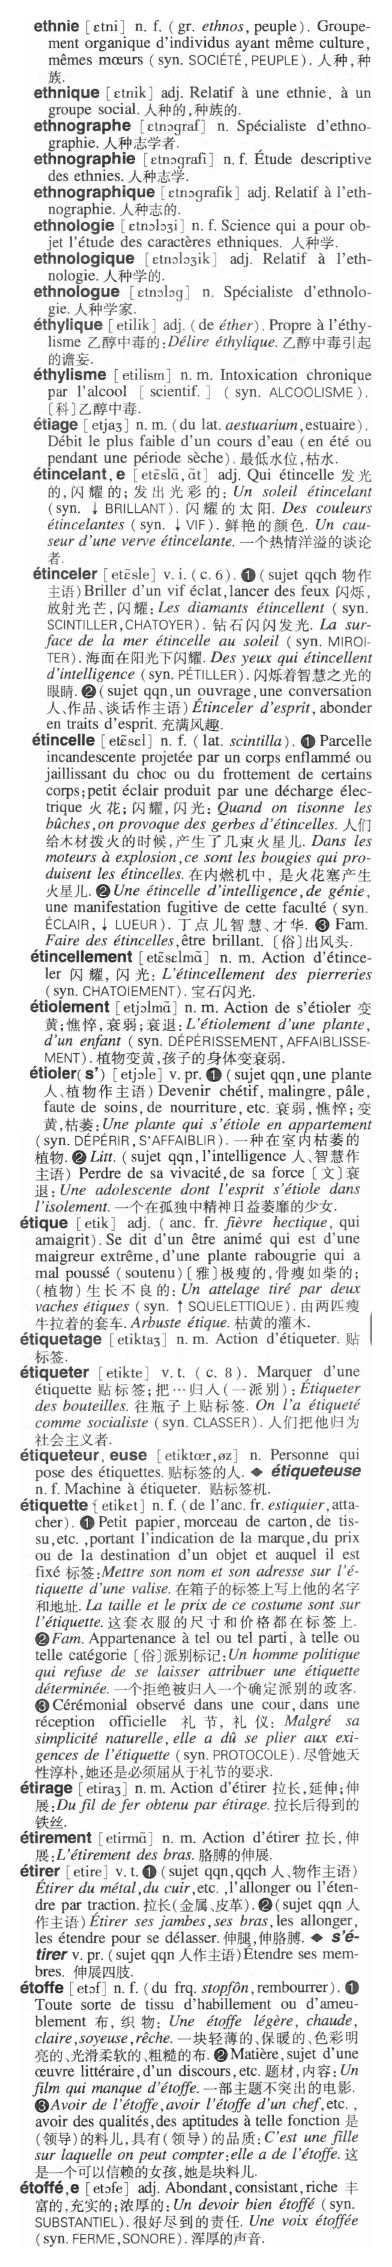 ethnie [ɛtni] n. f. (gr. ethnos, peuple). Groupe-
ment organique d'individus ayant même culture,
mêmes mœurs (syn. SOCIÉTÉ, PEUPLE). 人种,种
族.
ethnique [ɛtnik] adj. Relatif à une ethnie, à un
groupe social. 人种的,种族的.
ethnographe [ɛtnɔgraf] n. Spécialiste d'ethno-
graphie. 人种志学者.
ethnographie [ɛtnɔgrafi] n. f. Étude descriptive
des ethnies. 人种志学.
ethnographique [ɛtnɔgrafik] adj. Relatif à l'eth-
nographie. 人种志的.
ethnologie [ɛtnɔlɔʒi] n. f. Science qui a pour ob-
jet l'étude des caractères ethniques. 人种学.
ethnologique [ɛtnɔlɔʒik] adj. Relatif à l'eth-
nologie. 人种学的.
ethnologue [ɛtnɔlɔg] n. Spécialiste d'ethnolo-
gie. 人种学家.
éthylique [etilik] adj. (de éther). Propre à l'éthy-
lisme 乙醇中毒的:Délire éthylique. 乙醇中毒引起
的谵妄.
éthylisme [etilism] n. m. Intoxication chronique
par l'alcool [scientif.] (syn. ALCOOLISME).
[科]乙醇中毒.
étiage [etjaʒ] n. m. (du lat. aestuarium, estuaire).
Débit le plus faible d'un cours d'eau (en été ou
pendant une période sèche). 最低水位,枯水.
étincelant, e [etɛ̃slɑ̃, ɑ̃t] adj. Qui étincelle 发光
的,闪耀的;发出光彩的: Un soleil étincelant
(syn. ↓ BRILLANT). 闪耀的太阳. Des couleurs
étincelantes (syn. ↓ VIF). 鲜艳的颜色. Un cau-
seur d'une verve étincelante. 一个热情洋溢的谈论
者.
étinceler [etɛ̃sle] v. i. (c. 6). ❶ (sujet qqch 物作
主语) Briller d'un vif éclat, lancer des feux 闪烁,
放射光芒,闪耀: Les diamants étincellent (syn.
SCINTILLER, CHATOYER). 钻石闪闪发光. La sur-
face de la mer étincelle au soleil (syn. MIROI-
TER). 海面在阳光下闪耀. Des yeux qui étincellent
d'intelligence (syn. PÉTILLER). 闪烁着智慧之光的
眼睛. ❷ (sujet qqn, un ouvrage, une conversation
人、作品、谈话作主语) Étinceler d'esprit, abonder
en traits d'esprit. 充满风趣.
étincelle [etɛ̃sɛl] n. f. (lat. scintilla). ❶ Parcelle
incandescente projetée par un corps enflammé ou
jaillissant du choc ou du frottement de certains
corps; petit éclair produit par une décharge élec-
trique 火花;闪耀,闪光: Quand on tisonne les
bûches, on provoque des gerbes d'étincelles. 人们
给木材拨火的时候,产生了几束火星儿. Dans les
moteurs à explosion, ce sont les bougies qui pro-
duisent les étincelles. 在内燃机中, 是火花塞产生
火星儿. ❷ Une étincelle d'intelligence, de génie,
une manifestation fugitive de cette faculté (syn.
ÉCLAIR, ↓ LUEUR). 丁点儿智慧、才华. ❸ Fam.
Faire des étincelles, être brillant. [俗]出风头.
étincellement [etɛ̃sɛlmɑ̃] n. m. Action d'étince-
ler 闪耀,闪光: L'étincellement des pierreries
(syn. CHATOIEMENT). 宝石闪光.
étiolement [etjɔlmɑ̃] n. m. Action de s'étioler 变
黄;憔悴,衰弱;衰退: L'étiolement d'une plante,
d'un enfant (syn. DÉPÉRISSEMENT, AFFAIBLISSE-
MENT). 植物变黄,孩子的身体变衰弱.
étioler(s') [etjɔle] v. pr. ❶ (sujet qqn, une plante
人、植物作主语) Devenir chétif, malingre, pâle,
faute de soins, de nourriture, etc. 衰弱,憔悴;变
黄,枯萎: Une plante qui s'étiole en appartement
(syn. DÉPÉRIR, S'AFFAIBLIR). 一种在室内枯萎的
植物. ❷ Litt. (sujet qqn, l'intelligence 人、智慧作
主语) Perdre de sa vivacité, de sa force [文]衰
退: Une adolescente dont l'esprit s'étiole dans
l'isolement. 一个在孤独中精神日益萎靡的少女.
étique [etik] adj. (anc. fr. fièvre hectique, qui
amaigrit). Se dit d'un être animé qui est d'une
maigreur extrême, d'une plante rabougrie qui a
mal poussé (soutenu) [雅]极瘦的,骨瘦如柴的;
(植物)生长不良的: Un attelage tiré par deux
vaches étiques (syn. ↑ SQUELETTIQUE). 由两匹瘦
牛拉着的套车. Arbuste étique. 枯黄的灌木.
étiquetage [etiktaʒ] n. m. Action d'étiqueter. 贴
标签.
étiqueter [etikte] v. t. (c. 8). Marquer d'une
étiquette 贴标签;把…归入(一派别): Étiqueter
des bouteilles. 往瓶子上贴标签. On l'a étiqueté
comme socialiste (syn. CLASSER). 人们把他归为
社会主义者.
étiqueteur, euse [etiktœr, øz] n. Personne qui
pose des étiquettes. 贴标签的人. ◆ étiqueteuse
n. f. Machine à étiqueter. 贴标签机.
étiquette [etikɛt] n. f. (de l'anc. fr. estiquier, atta-
cher). ❶ Petit papier, morceau de carton, de tis-
su, etc., portant l'indication de la marque, du prix
ou de la destination d'un objet et auquel il est
fixé 标签: Mettre son nom et son adresse sur l'é-
tiquette d'une valise. 在箱子的标签上写上他的名字
和地址. La taille et le prix de ce costume sont sur
l'étiquette. 这套衣服的尺寸和价格都在标签上.
❷ Fam. Appartenance à tel ou tel parti, à telle ou
telle catégorie [俗]派别标记: Un homme politique
qui refuse de se laisser attribuer une étiquette
déterminée. 一个拒绝被归入一个确定派别的政客.
❸ Cérémonial observé dans une cour, dans une
réception officielle 礼节,礼仪: Malgré sa
simplicité naturelle, elle a dû se plier aux exi-
gences de l'étiquette (syn. PROTOCOLE). 尽管她天
性淳朴,她还是必须屈从于礼节的要求.
étirage [etiraʒ] n. m. Action d'étirer 拉长,延伸;伸
展: Du fil de fer obtenu par étirage. 拉长后得到的
铁丝.
étirement [etirmɑ̃] n. m. Action d'étirer 拉长,伸
展: L'étirement des bras. 胳膊的伸展.
étirer [etire] v. t. ❶ (sujet qqn, qqch 人、物作主语)
Étirer du métal, du cuir, etc., l'allonger ou l'éten-
dre par traction. 拉长(金属、皮革). ❷ (sujet qqn 人
作主语) Étirer ses jambes, ses bras, les allonger,
les étendre pour se délasser. 伸腿,伸胳膊. ◆ s'é-
tirer v. pr. (sujet qqn 人作主语) Étendre ses mem-
bres. 伸展四肢.
étoffe [etɔf] n. f. (du frq. stopfôn, rembourrer). ❶
Toute sorte de tissu d'habillement ou d'ameu-
blement 布, 织物: Une étoffe légère, chaude,
claire, soyeuse, rêche. 一块轻薄的、保暖的、色彩明
亮的、光滑柔软的、粗糙的布. ❷ Matière, sujet d'une
œuvre littéraire, d'un discours, etc. 题材,内容: Un
film qui manque d'étoffe. 一部主题不突出的电影.
❸ Avoir de l'étoffe, avoir l'étoffe d'un chef, etc.,
avoir des qualités, des aptitudes à telle fonction 是
(领导)的料儿,具有(领导)的品质: C'est une fille
sur laquelle on peut compter; elle a de l'étoffe. 这
是一个可以信赖的女孩,她是块料儿.
étoffé, e [etɔfe] adj. Abondant, consistant, riche 丰
富的,充实的;浓厚的: Un devoir bien étoffé (syn.
SUBSTANTIEL). 很好尽到的责任. Une voix étoffée
(syn. FERME, SONORE). 浑厚的声音.